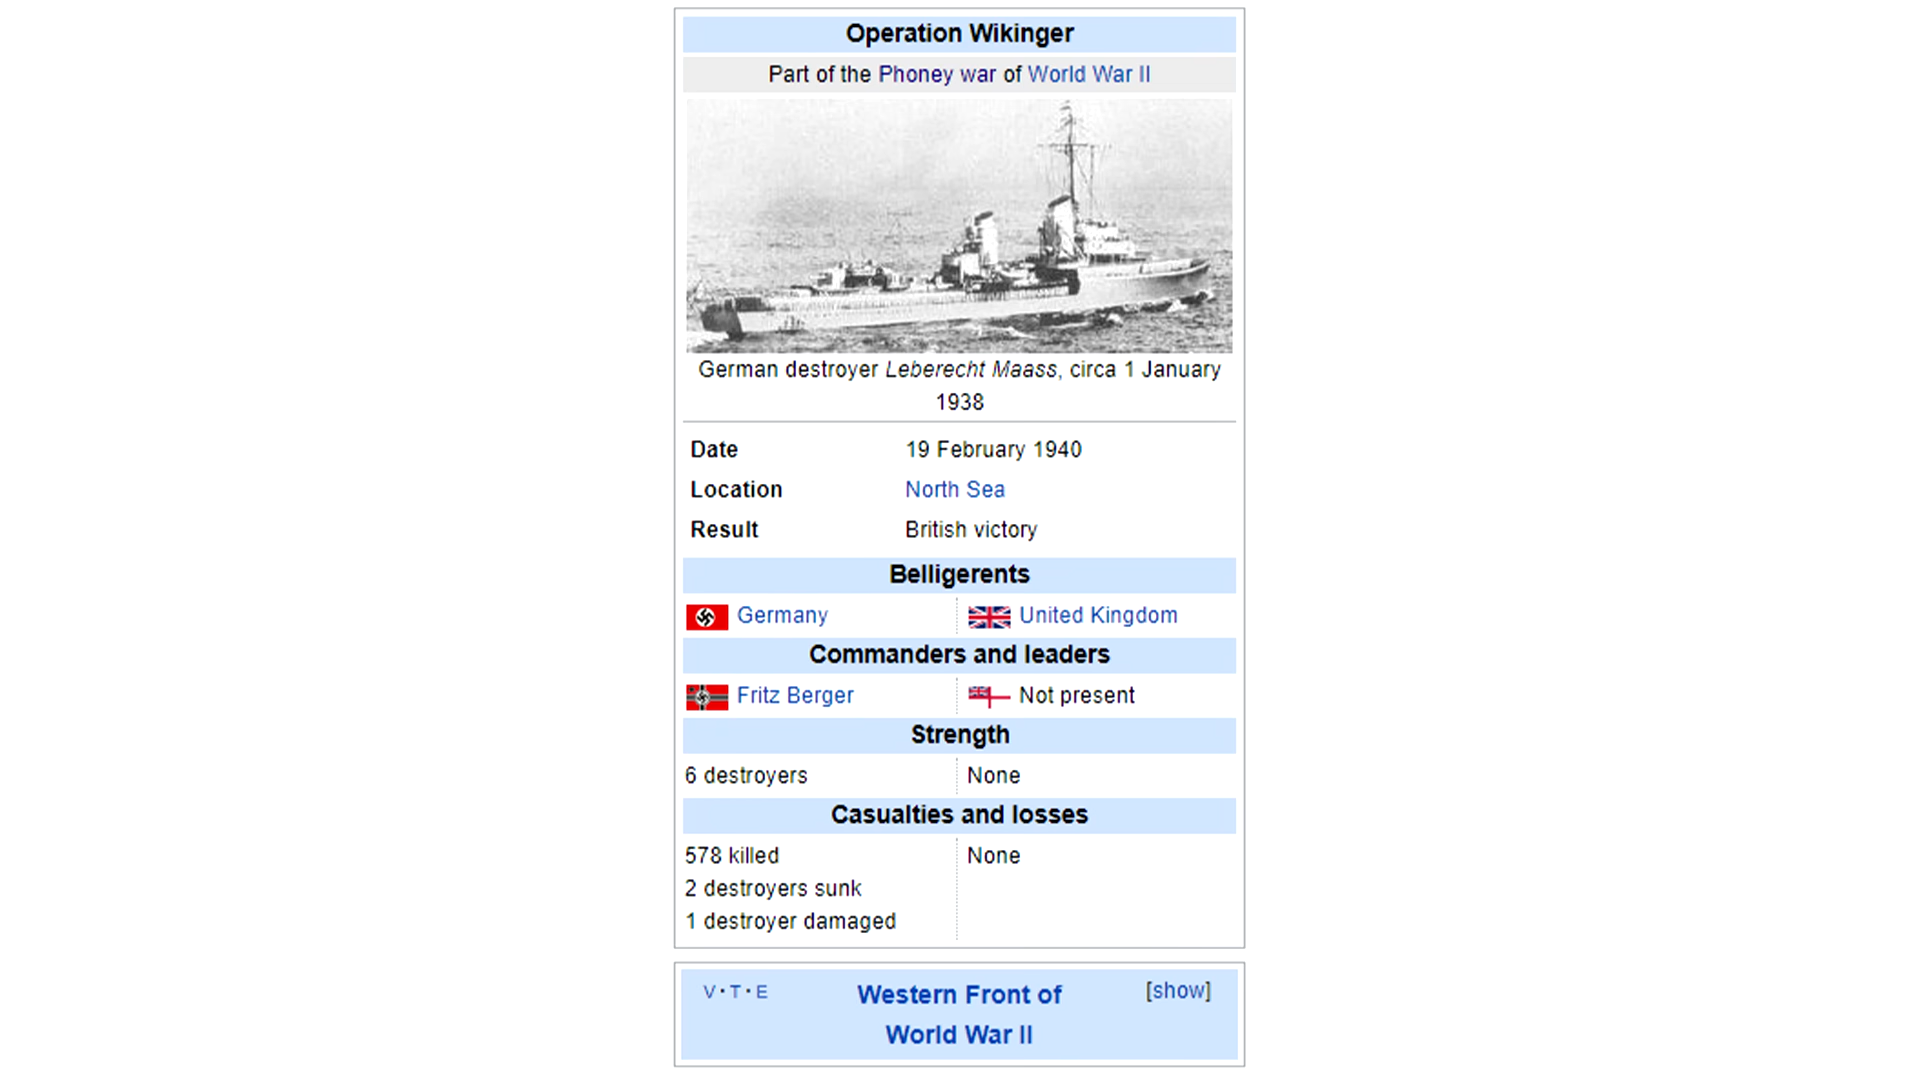 Operation Wikinger
Part of the Phoney war of World War II
German destroyer Leberecht Maass, circa 1 January
1938
Date 19 February 1940
Location North Sea
Result British victory
Belligerents
Germany United Kingdom
Commanders and leaders
Fritz Berger Not present
Strength
6 destroyers None
Casualties and losses
578 killed None
2 destroyers sunk
1 destroyer damaged
V · T · E Western Front of [show]
World War II